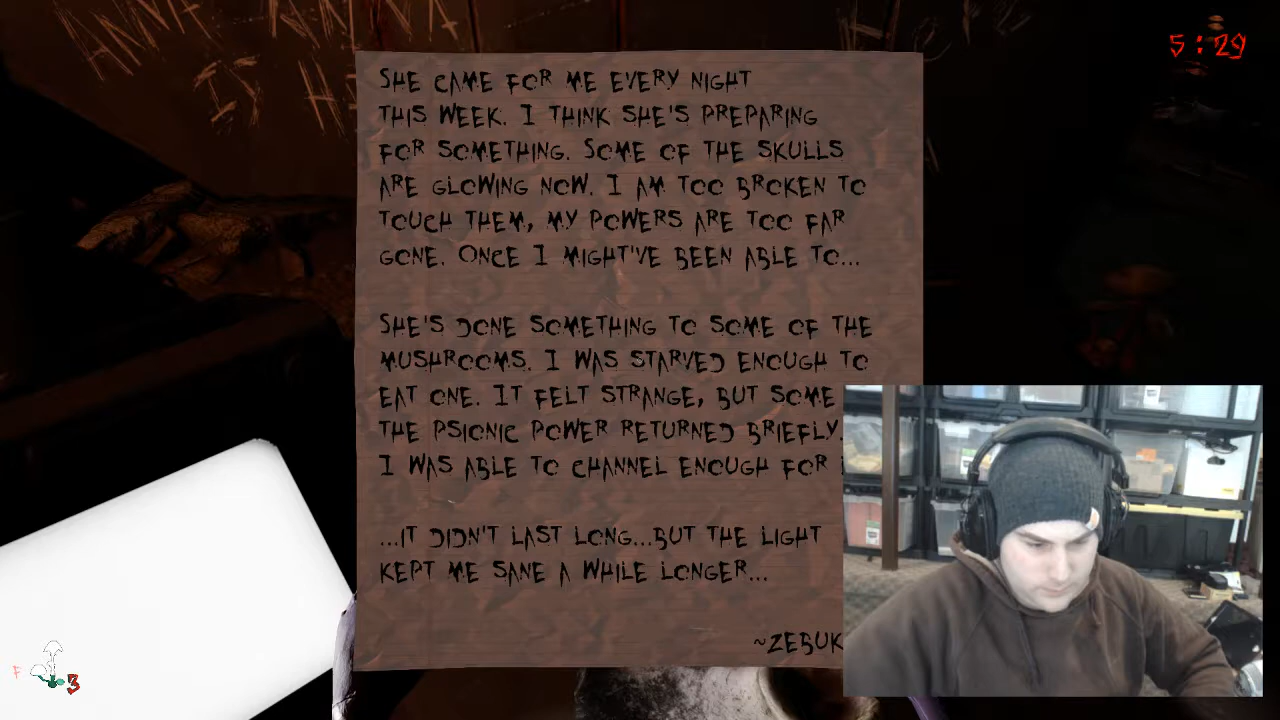 5:29
SHE CAME FOR ME EVERY NIGHT
THIS WEEK. I THINK SHE'S PREPARING
FOR SOMETHING. SOME OF THE SKULLS
ARE GLOWING NOW. I AM TOO BROKEN TO
TOUCH THEM, MY POWERS ARE TOO FAR
GONE. ONCE I MIGHT'VE BEEN ABLE TO...
SHE'S DONE SOMETHING TO SOME OF THE
MUSHROOMS. I WAS STARVED ENOUGH TO
EAT ONE. IT FELT STRANGE, BUT SOME
THE PSIONIC POWER RETURNED BRIEFLY.
I WAS ABLE TO CHANNEL ENOUGH FOR
...IT DIDN'T LAST LONG...BUT THE LIGHT
KEPT ME SANE A WHILE LONGER...
~ZEBUK
F 3